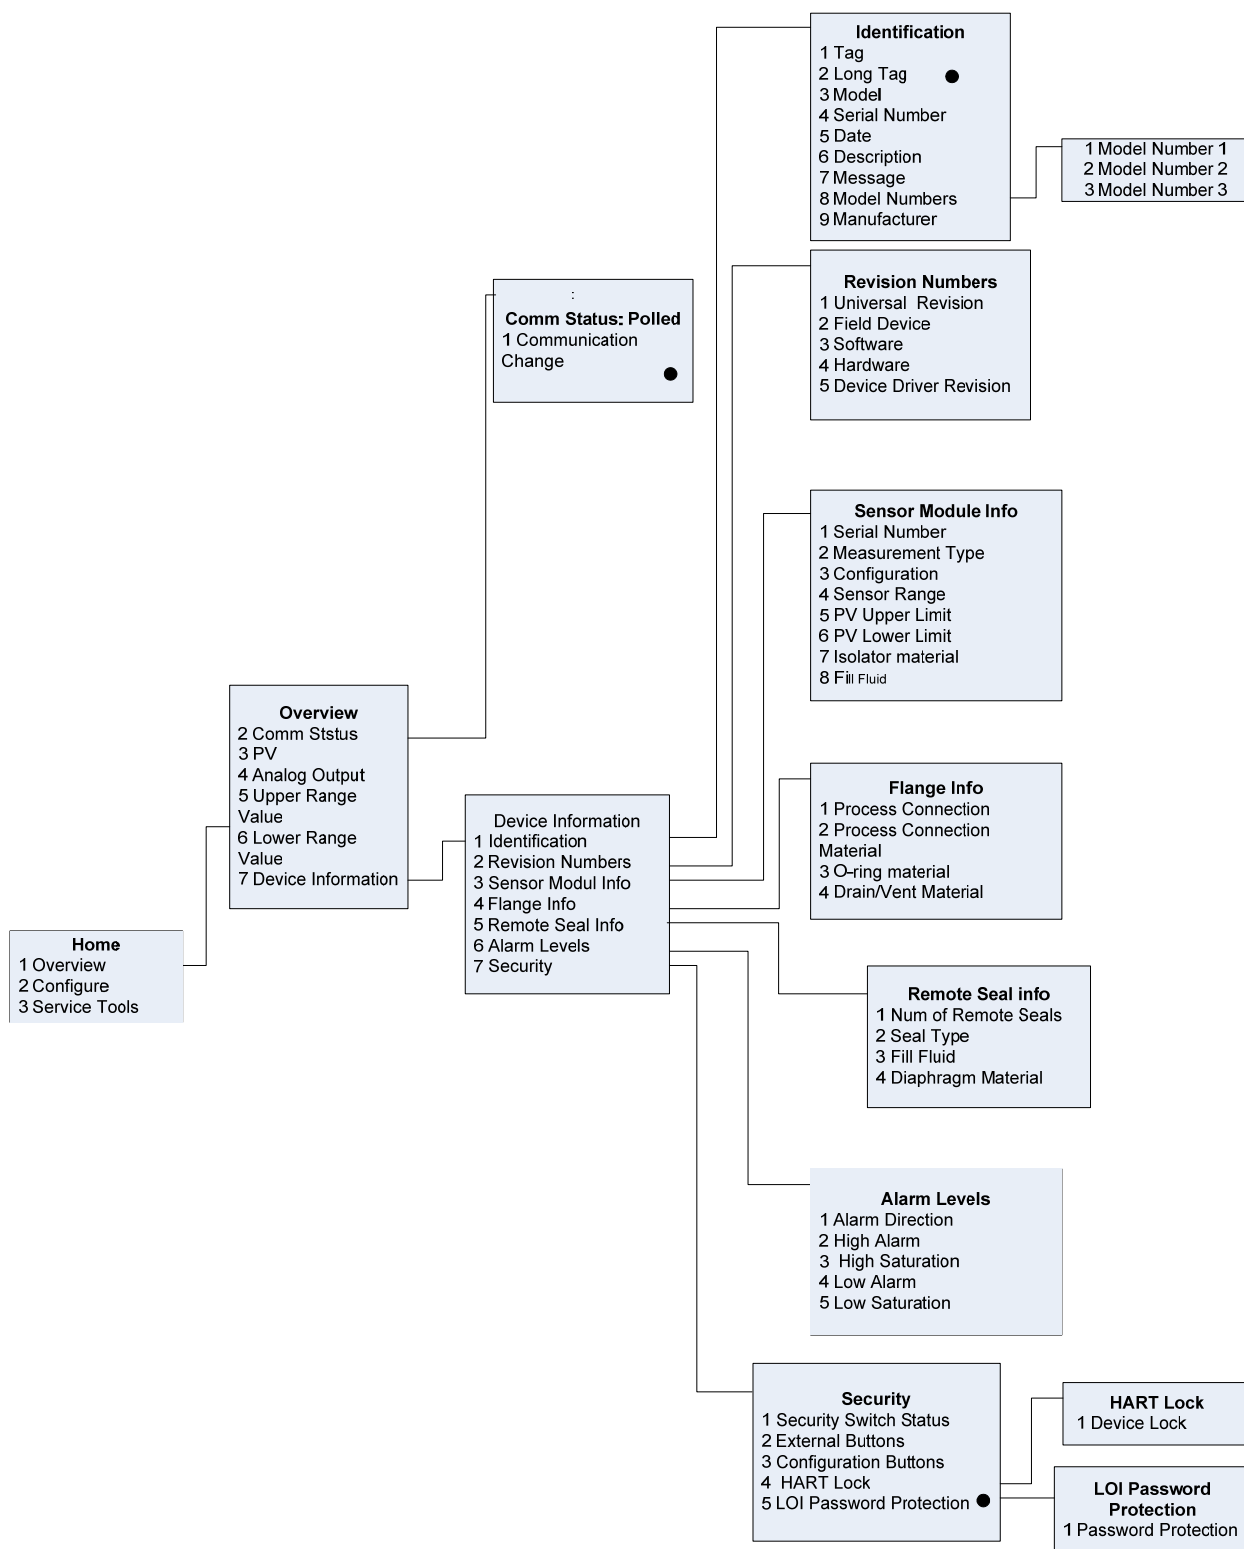 Identification
1 Tag
2 Long Tag
3 Model
4 Serial Number
5 Date
6 Description
7 Message
8 Model Numbers
9 Manufacturer
1 Model Number 1
2 Model Number 2
3 Model Number 3
Revision Numbers
1 Universal Revision
2 Field Device
3 Software
4 Hardware
5 Device Driver Revision
:
Comm Status: Polled
1 Communication
Change
Sensor Module Info
1 Serial Number
2 Measurement Type
3 Configuration
4 Sensor Range
5 PV Upper Limit
6 PV Lower Limit
7 Isolator material
8 Fill Fluid
Overview
2 Comm Ststus
3 PV
4 Analog Output
5 Upper Range
Value
6 Lower Range
Value
7 Device Information
Flange Info
1 Process Connection
2 Process Connection
Material
3 O-ring material
4 Drain/Vent Material
Device Information
1 Identification
2 Revision Numbers
3 Sensor Modul Info
4 Flange Info
5 Remote Seal Info
6 Alarm Levels
7 Security
Home
1 Overview
2 Configure
3 Service Tools
Remote Seal info
1 Num of Remote Seals
2 Seal Type
3 Fill Fluid
4 Diaphragm Material
Alarm Levels
1 Alarm Direction
2 High Alarm
3 High Saturation
4 Low Alarm
5 Low Saturation
Security
1 Security Switch Status
2 External Buttons
3 Configuration Buttons
4 HART Lock
5 LOI Password Protection
HART Lock
1 Device Lock
LOI Password
Protection
1 Password Protection